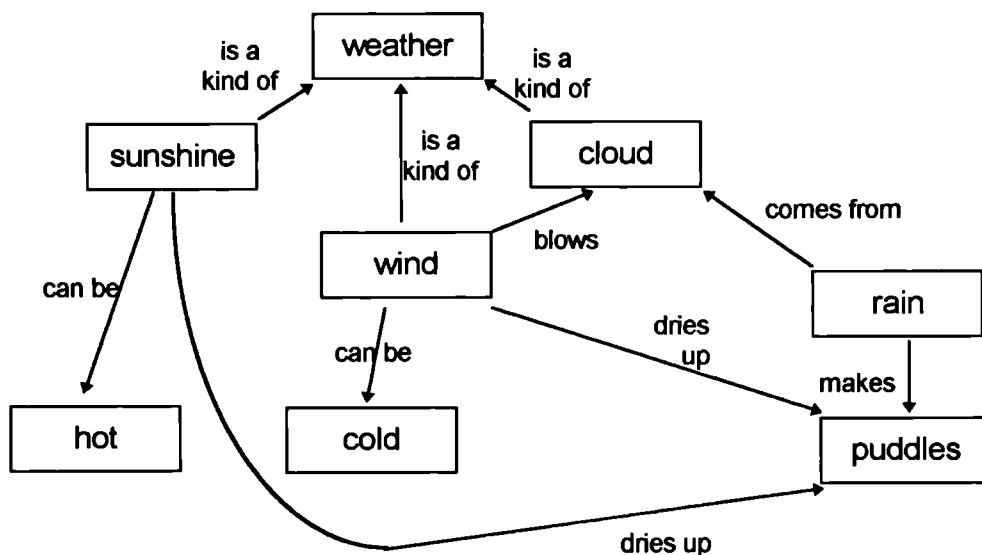 weather
is a
kind of
is a
kind of
sunshine
is a
kind of
cloud
comes from
blows
wind
can be
rain
dries
up
can be
makes
hot
cold
puddles
dries up